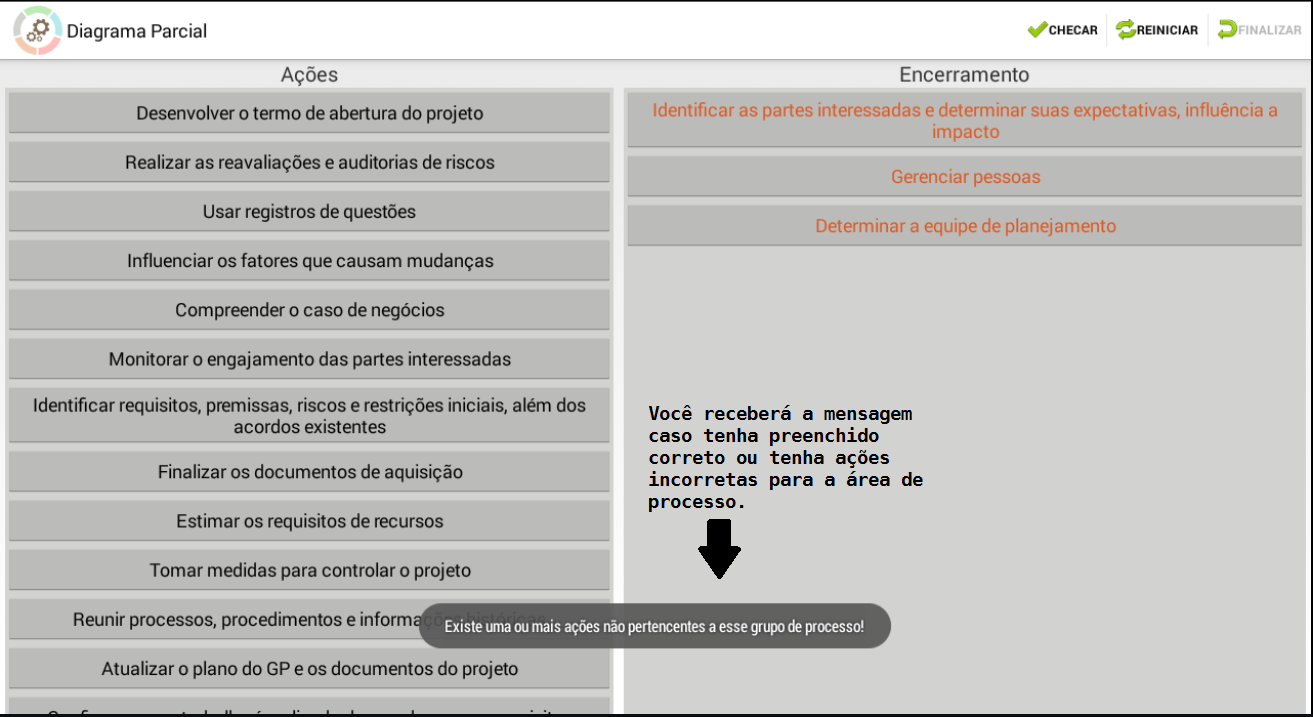 Diagrama Parcial
CHECAR
REINICIAR
FINALIZAR
Ações
Desenvolver o termo de abertura do projeto
Realizar as reavaliações e auditorias de riscos
Usar registros de questões
Influenciar os fatores que causam mudanças
Compreender o caso de negócios
Monitorar o engajamento das partes interessadas
Identificar requisitos, premissas, riscos e restrições iniciais, além dos
acordos existentes
Finalizar os documentos de aquisição
Estimar os requisitos de recursos
Tomar medidas para controlar o projeto
Reunir processos, procedimentos e informações históricas
Atualizar o plano do GP e os documentos do projeto
Encerramento
Identificar as partes interessadas e determinar suas expectativas, influência a
impacto
Gerenciar pessoas
Determinar a equipe de planejamento
Você receberá a mensagem
caso tenha preenchido
correto ou tenha ações
incorretas para a área de
processo.
Existe uma ou mais ações não pertencentes a esse grupo de processo!